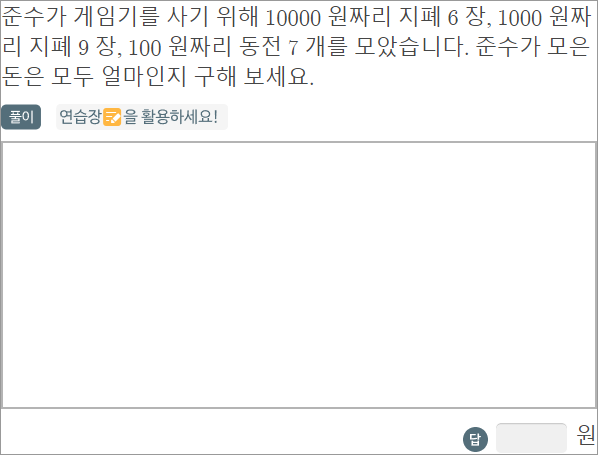 준수가 게임기를 사기 위해 10000 원짜리 지폐 6 장, 1000 원짜
리 지폐 9 장, 100 원짜리 동전 7 개를 모았습니다. 준수가 모은
돈은 모두 얼마인지 구해 보세요.
풀이 연습장을 활용하세요!
답 원